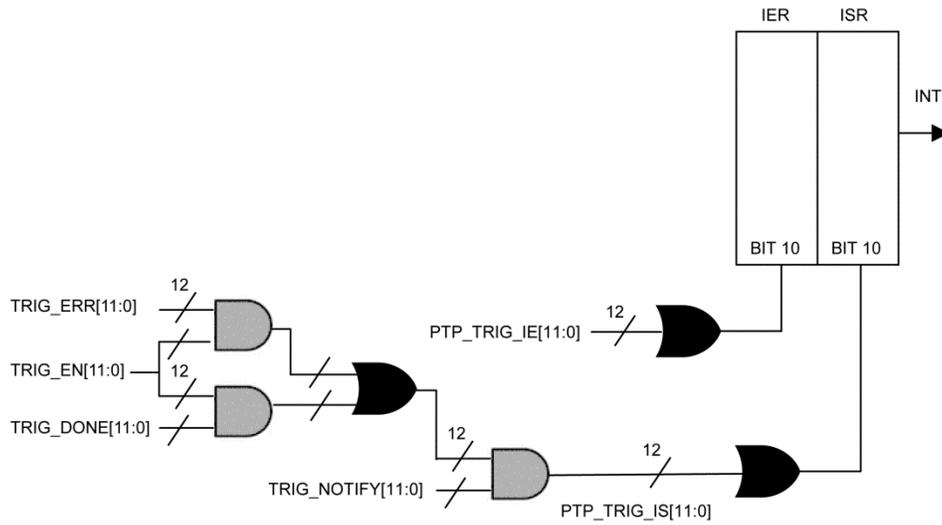 IER ISR
INT
BIT 10 BIT 10
12
TRIG_ERR[11:0]
12
PTP_TRIG_IE[11:0]
TRIG_EN[11:0]
12
TRIG_DONE[11:0]
12
12
TRIG_NOTIFY[11:0]
PTP_TRIG_IS[11:0]